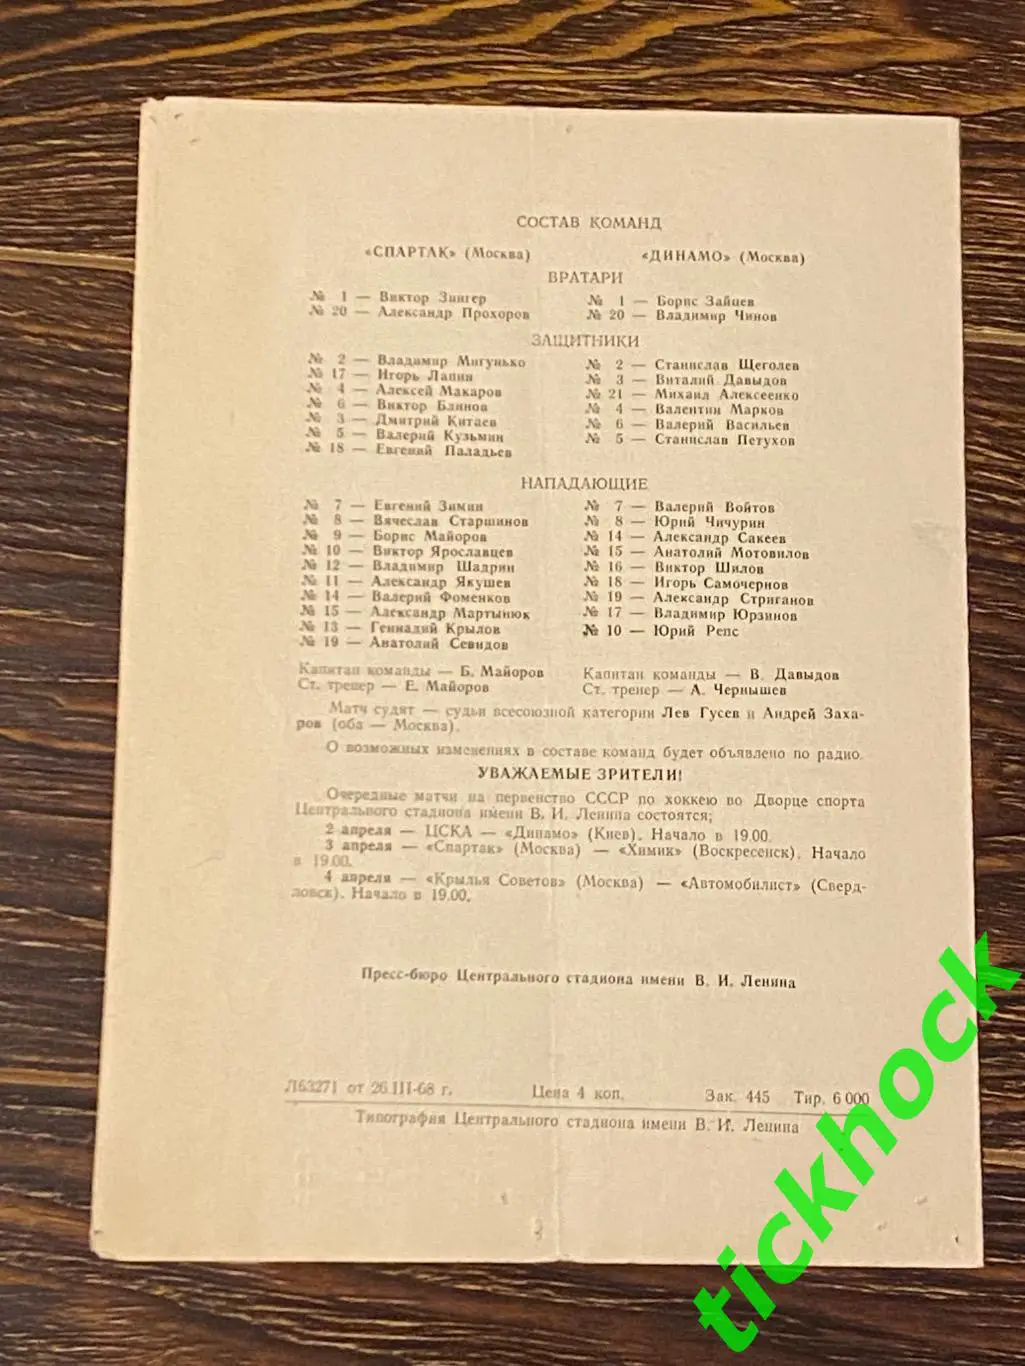 СОСТАВ КОМАНД
«СПАРТАК» (Москва) «ДИНАМО» (Москва)
ВРАТАРИ
№ 1 — Виктор Зингер № 1 — Борис Зайцев
№ 20 — Александр Прохоров № 20 — Владимир Чинов
ЗАЩИТНИКИ
№ 2 — Владимир Мигунько № 2 — Станислав Щеголев
№ 17 — Игорь Лапин № 3 — Виталий Давыдов
№ 4 — Алексей Макаров № 21 — Михаил Алексеенко
№ 6 — Виктор Блинов № 4 — Валентин Марков
№ 3 — Дмитрий Китаев № 6 — Валерий Васильев
№ 5 — Валерий Кузьмин № 5 — Станислав Петухов
№ 18 — Евгений Паладьев
НАПАДАЮЩИЕ
№ 7 — Евгений Зимин № 7 — Валерий Войтов
№ 8 — Вячеслав Старшинов № 8 — Юрий Чичурин
№ 9 — Борис Майоров № 14 — Александр Сакеев
№ 10 — Виктор Ярославцев № 15 — Анатолий Мотовилов
№ 12 — Владимир Шадрин № 16 — Виктор Шилов
№ 11 — Александр Якушев № 18 — Игорь Самочернов
№ 14 — Валерий Фоменков № 19 — Александр Стриганов
№ 15 — Александр Мартынюк № 17 — Владимир Юрзинов
№ 13 — Геннадий Крылов № 10 — Юрий Репс
№ 19 — Анатолий Севидов
Капитан команды — Б. Майоров Капитан команды — В. Давыдов
Ст. тренер — Е. Майоров Ст. тренер — А. Чернышев
Матч судят — судьи всесоюзной категории Лев Гусев и Андрей Заха-
ров (оба — Москва).
О возможных изменениях в составе команд будет объявлено по радио.
УВАЖАЕМЫЕ ЗРИТЕЛИ!
Очередные матчи на первенство СССР по хоккею во Дворце спорта
Центрального стадиона имени В. И. Ленина состоятся;
2 апреля — ЦСКА — «Динамо» (Киев). Начало в 19.00.
3 апреля — «Спартак» (Москва) — «Химик» (Воскресенск). Начало
в 19.00.
4 апреля — «Крылья Советов» (Москва) — «Автомобилист» (Сверд-
ловск). Начало в 19.00.
Пресс-бюро Центрального стадиона имени В. И. Ленина
Л63271 от 26.III-68 г. Цена 4 коп. Зак. 445 Тир. 6 000
Типография Центрального стадиона имени В. И. Ленина
tickhock